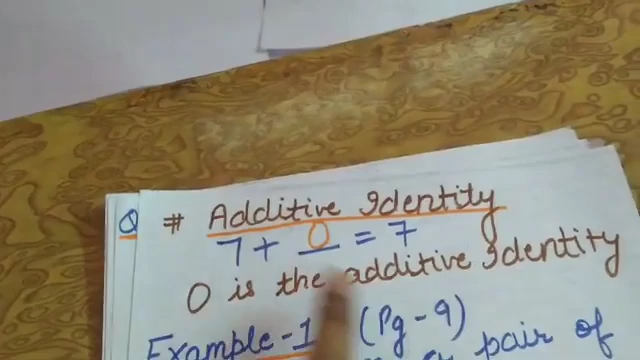 Q # Additive Identity
7 + 0 = 7
0 is the additive Identity
Example-1 (Pg-9)
a pair of